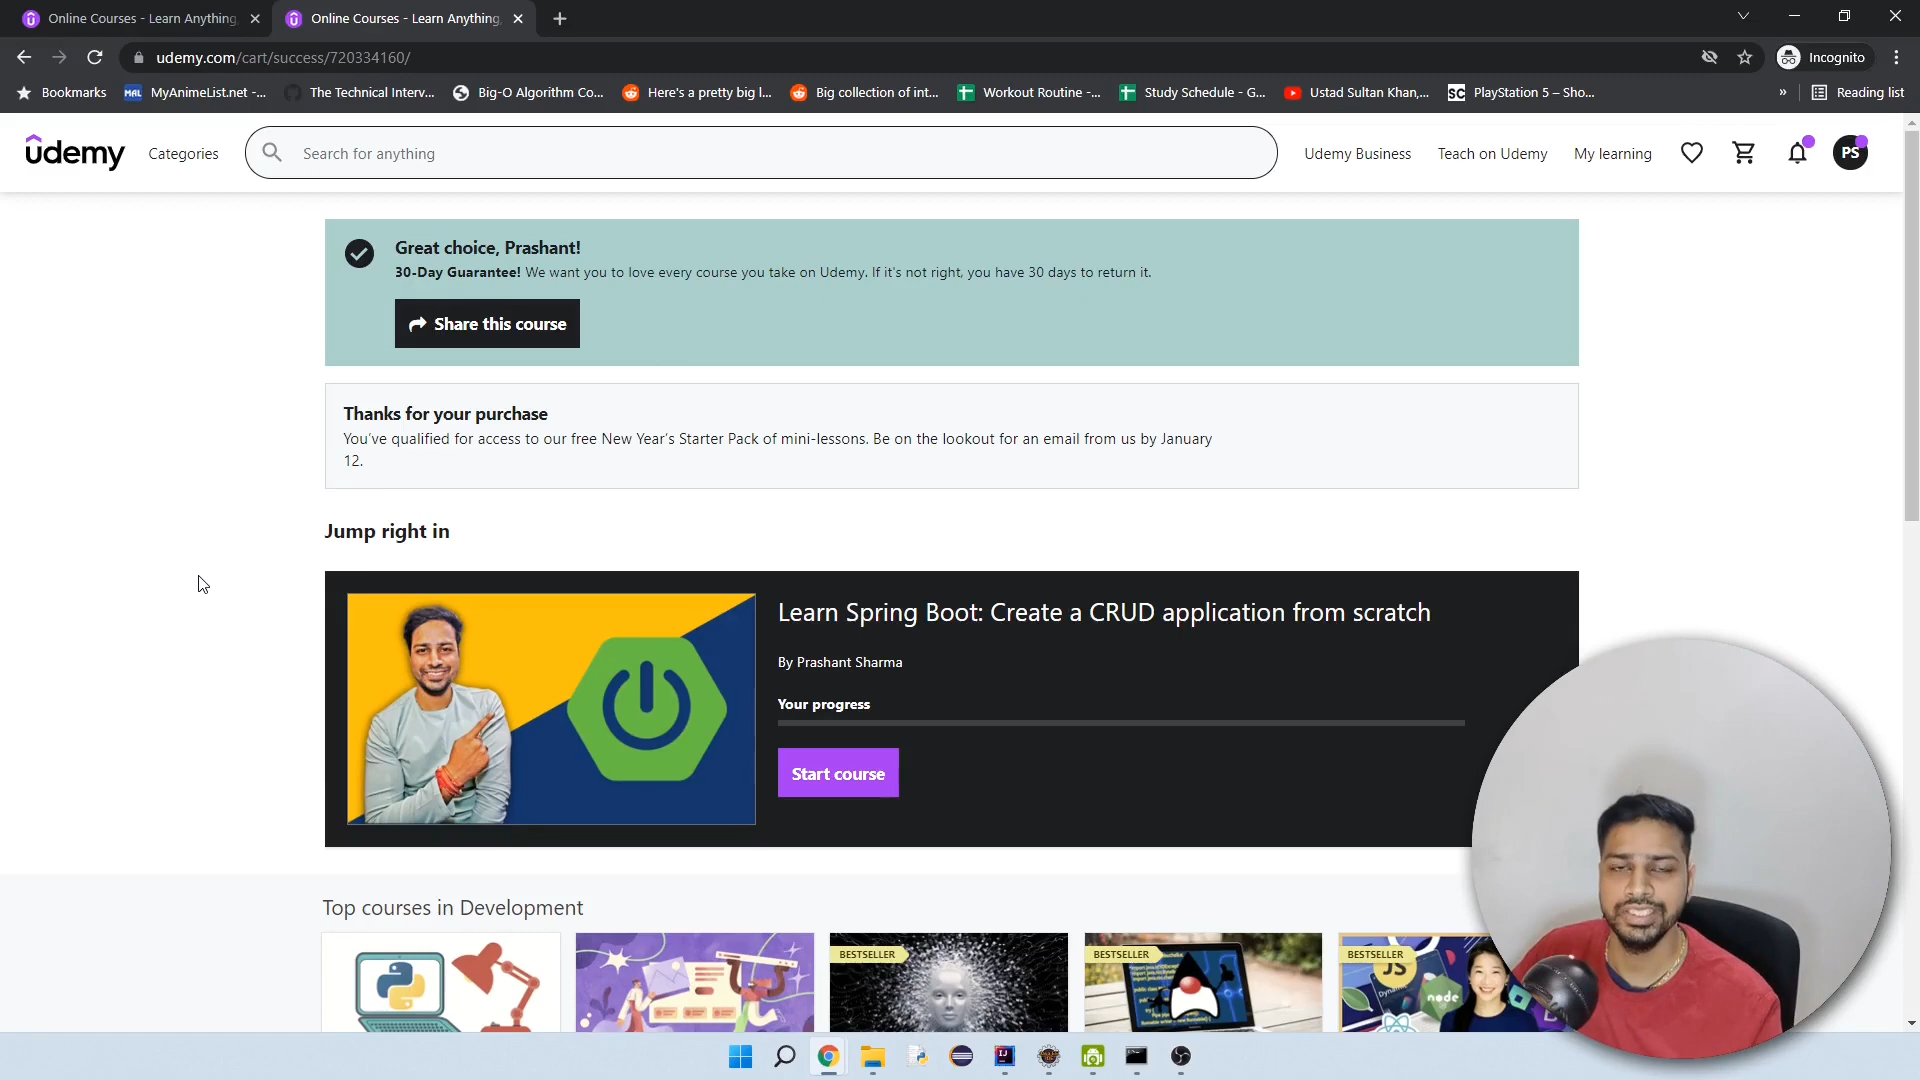 Online Courses - Learn Anything,
Online Courses - Learn Anything,
udemy.com/cart/success/720334160/
Incognito
Bookmarks
MAL
MyAnimeList.net -...
The Technical Interv...
Big-O Algorithm Co...
Here's a pretty big l...
Big collection of int...
Workout Routine -...
Study Schedule - G...
Ustad Sultan Khan,...
SC
PlayStation 5 – Sho...
»
Reading list
udemy
Categories
Search for anything
Udemy Business
Teach on Udemy
My learning
PS
Great choice, Prashant!
30-Day Guarantee! We want you to love every course you take on Udemy. If it's not right, you have 30 days to return it.
Share this course
Thanks for your purchase
You've qualified for access to our free New Year's Starter Pack of mini-lessons. Be on the lookout for an email from us by January
12.
Jump right in
Learn Spring Boot: Create a CRUD application from scratch
By Prashant Sharma
Your progress
Start course
Top courses in Development
BESTSELLER
BESTSELLER
BESTSELLER
JS
node